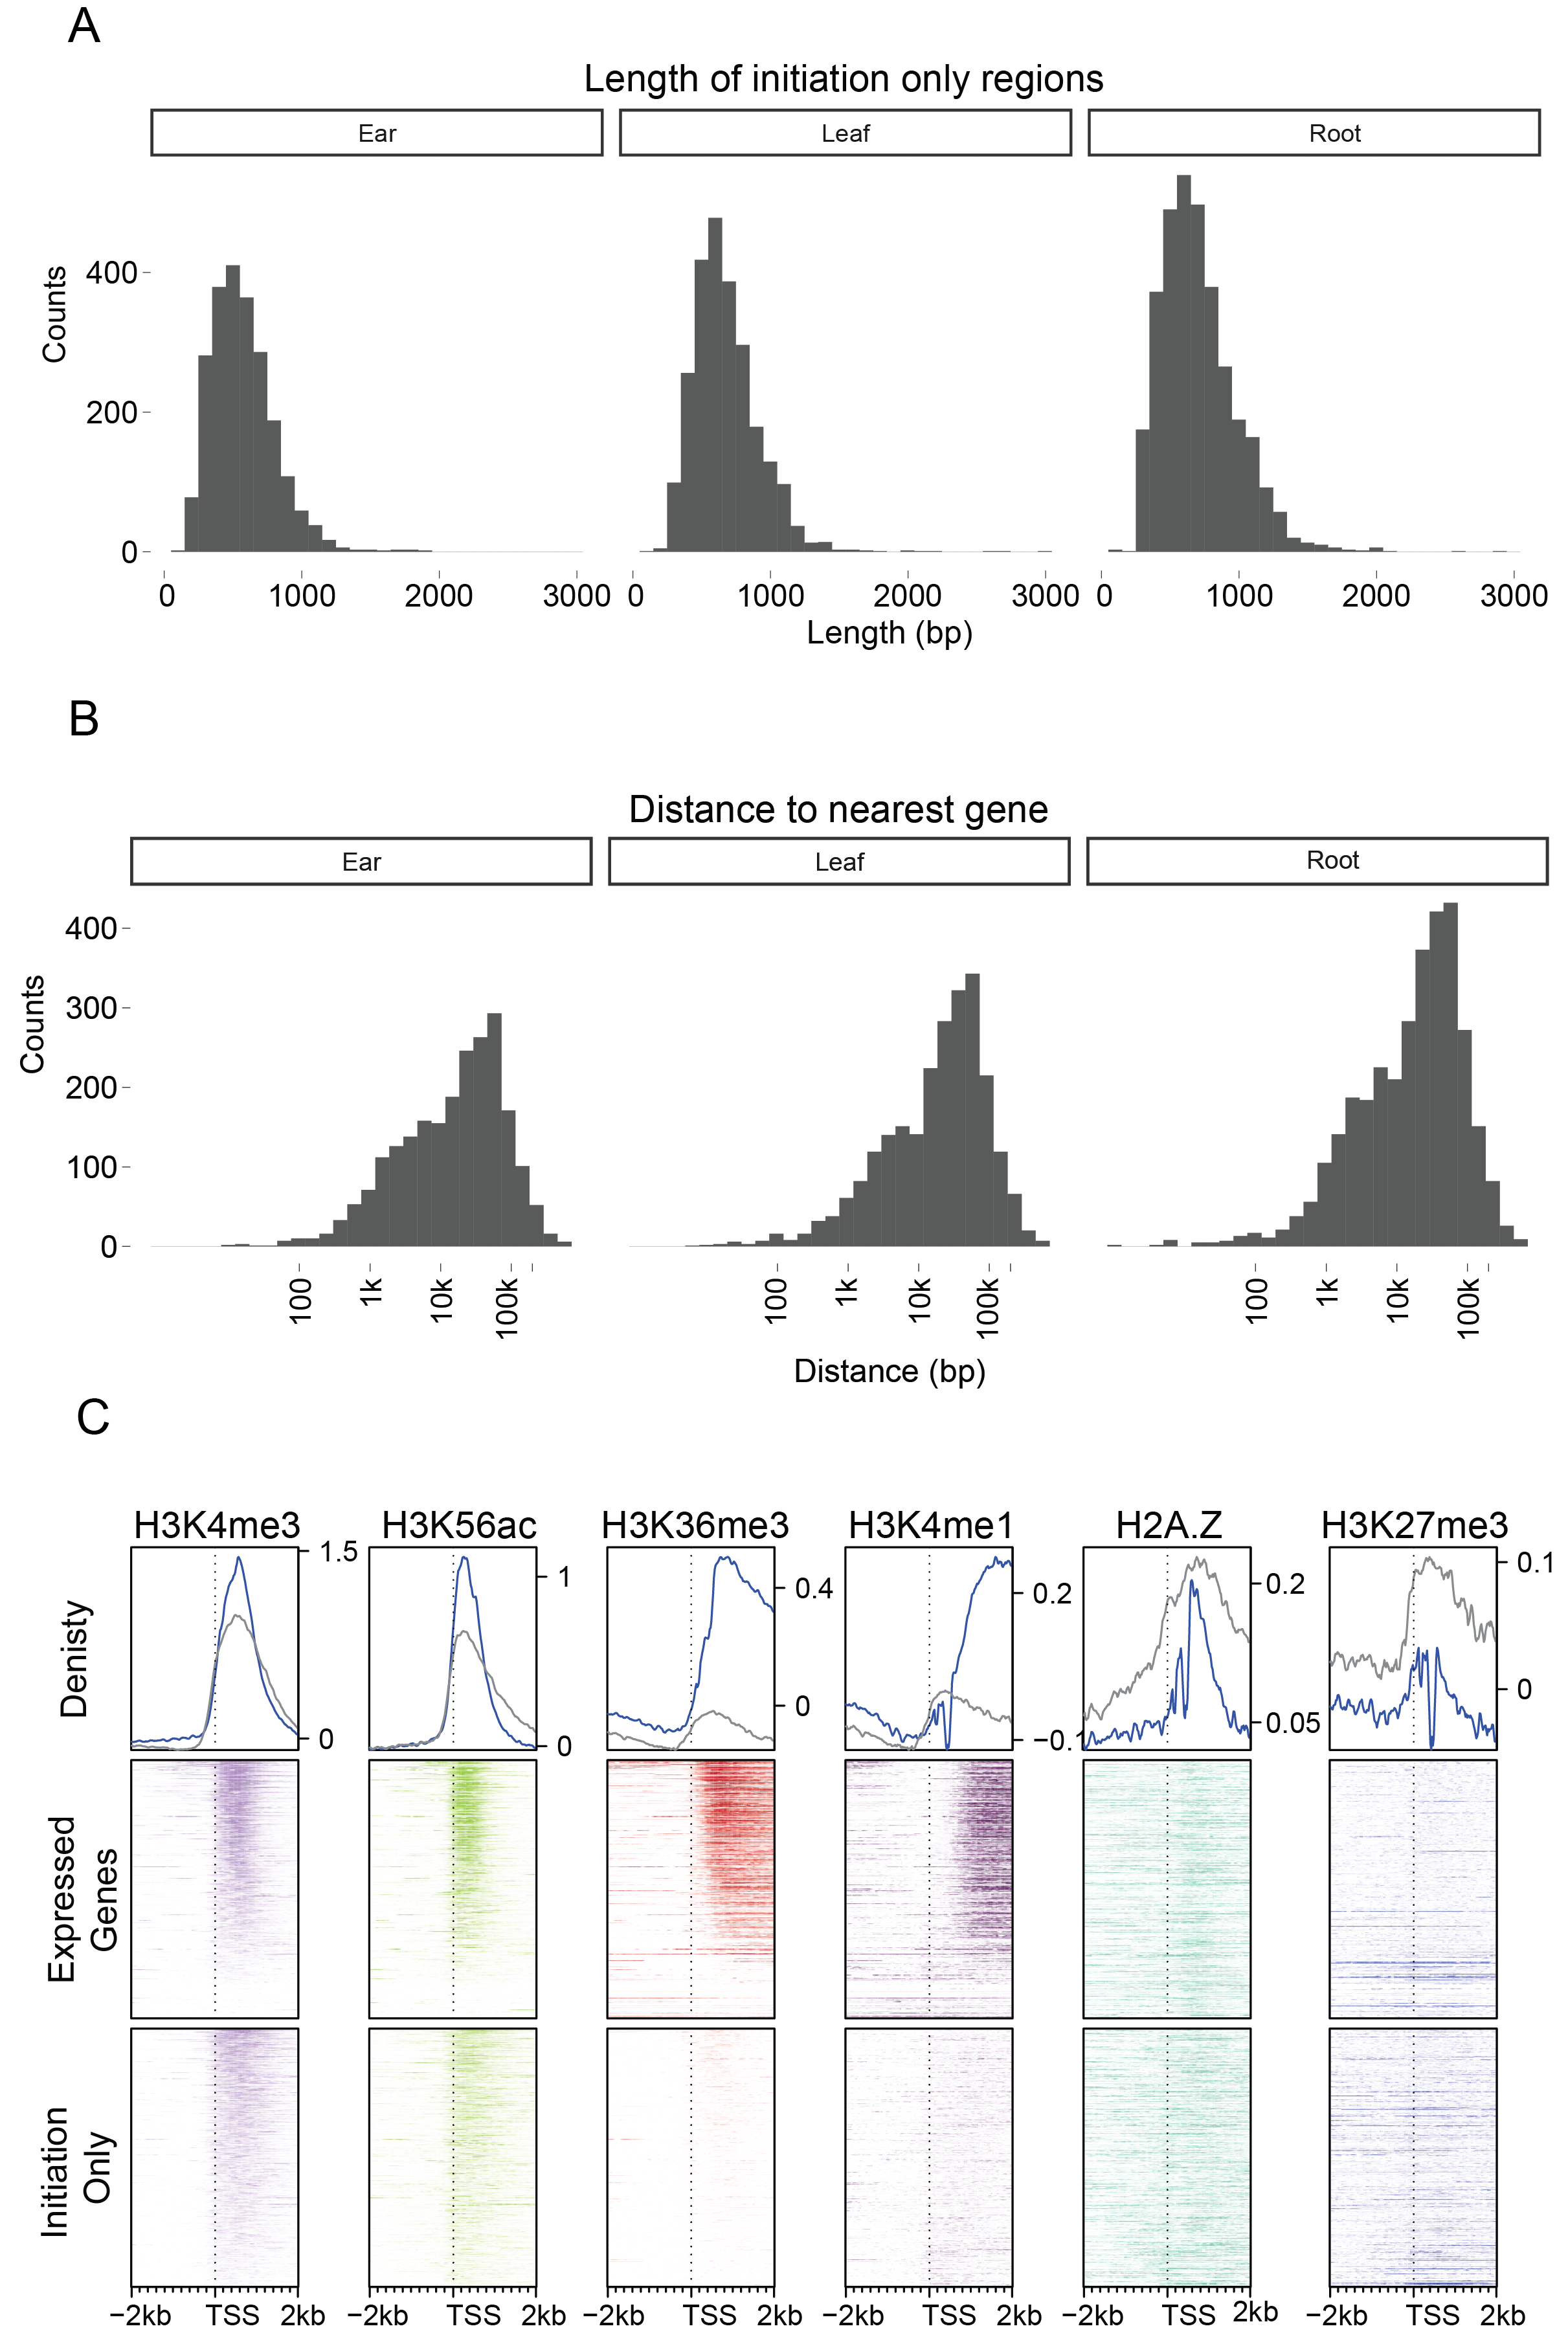 A
Length of initiation only regions
Ear Leaf Root
Counts
400
200
0
0 1000 2000 3000 0 1000 2000 3000 0 1000 2000 3000
Length (bp)
B
Distance to nearest gene
Ear Leaf Root
Counts
400
300
200
100
0
100 1k 10k 100k 100 1k 10k 100k 100 1k 10k 100k
Distance (bp)
C
H3K4me3 H3K56ac H3K36me3 H3K4me1 H2A.Z H3K27me3
Denisty
1.5
0
1
0
0.4
0
0.2
−0.1
0.2
0.05
0.1
0
Expressed
Genes
Initiation
Only
−2kb TSS 2kb −2kb TSS 2kb −2kb TSS 2kb −2kb TSS 2kb −2kb TSS 2kb −2kb TSS 2kb